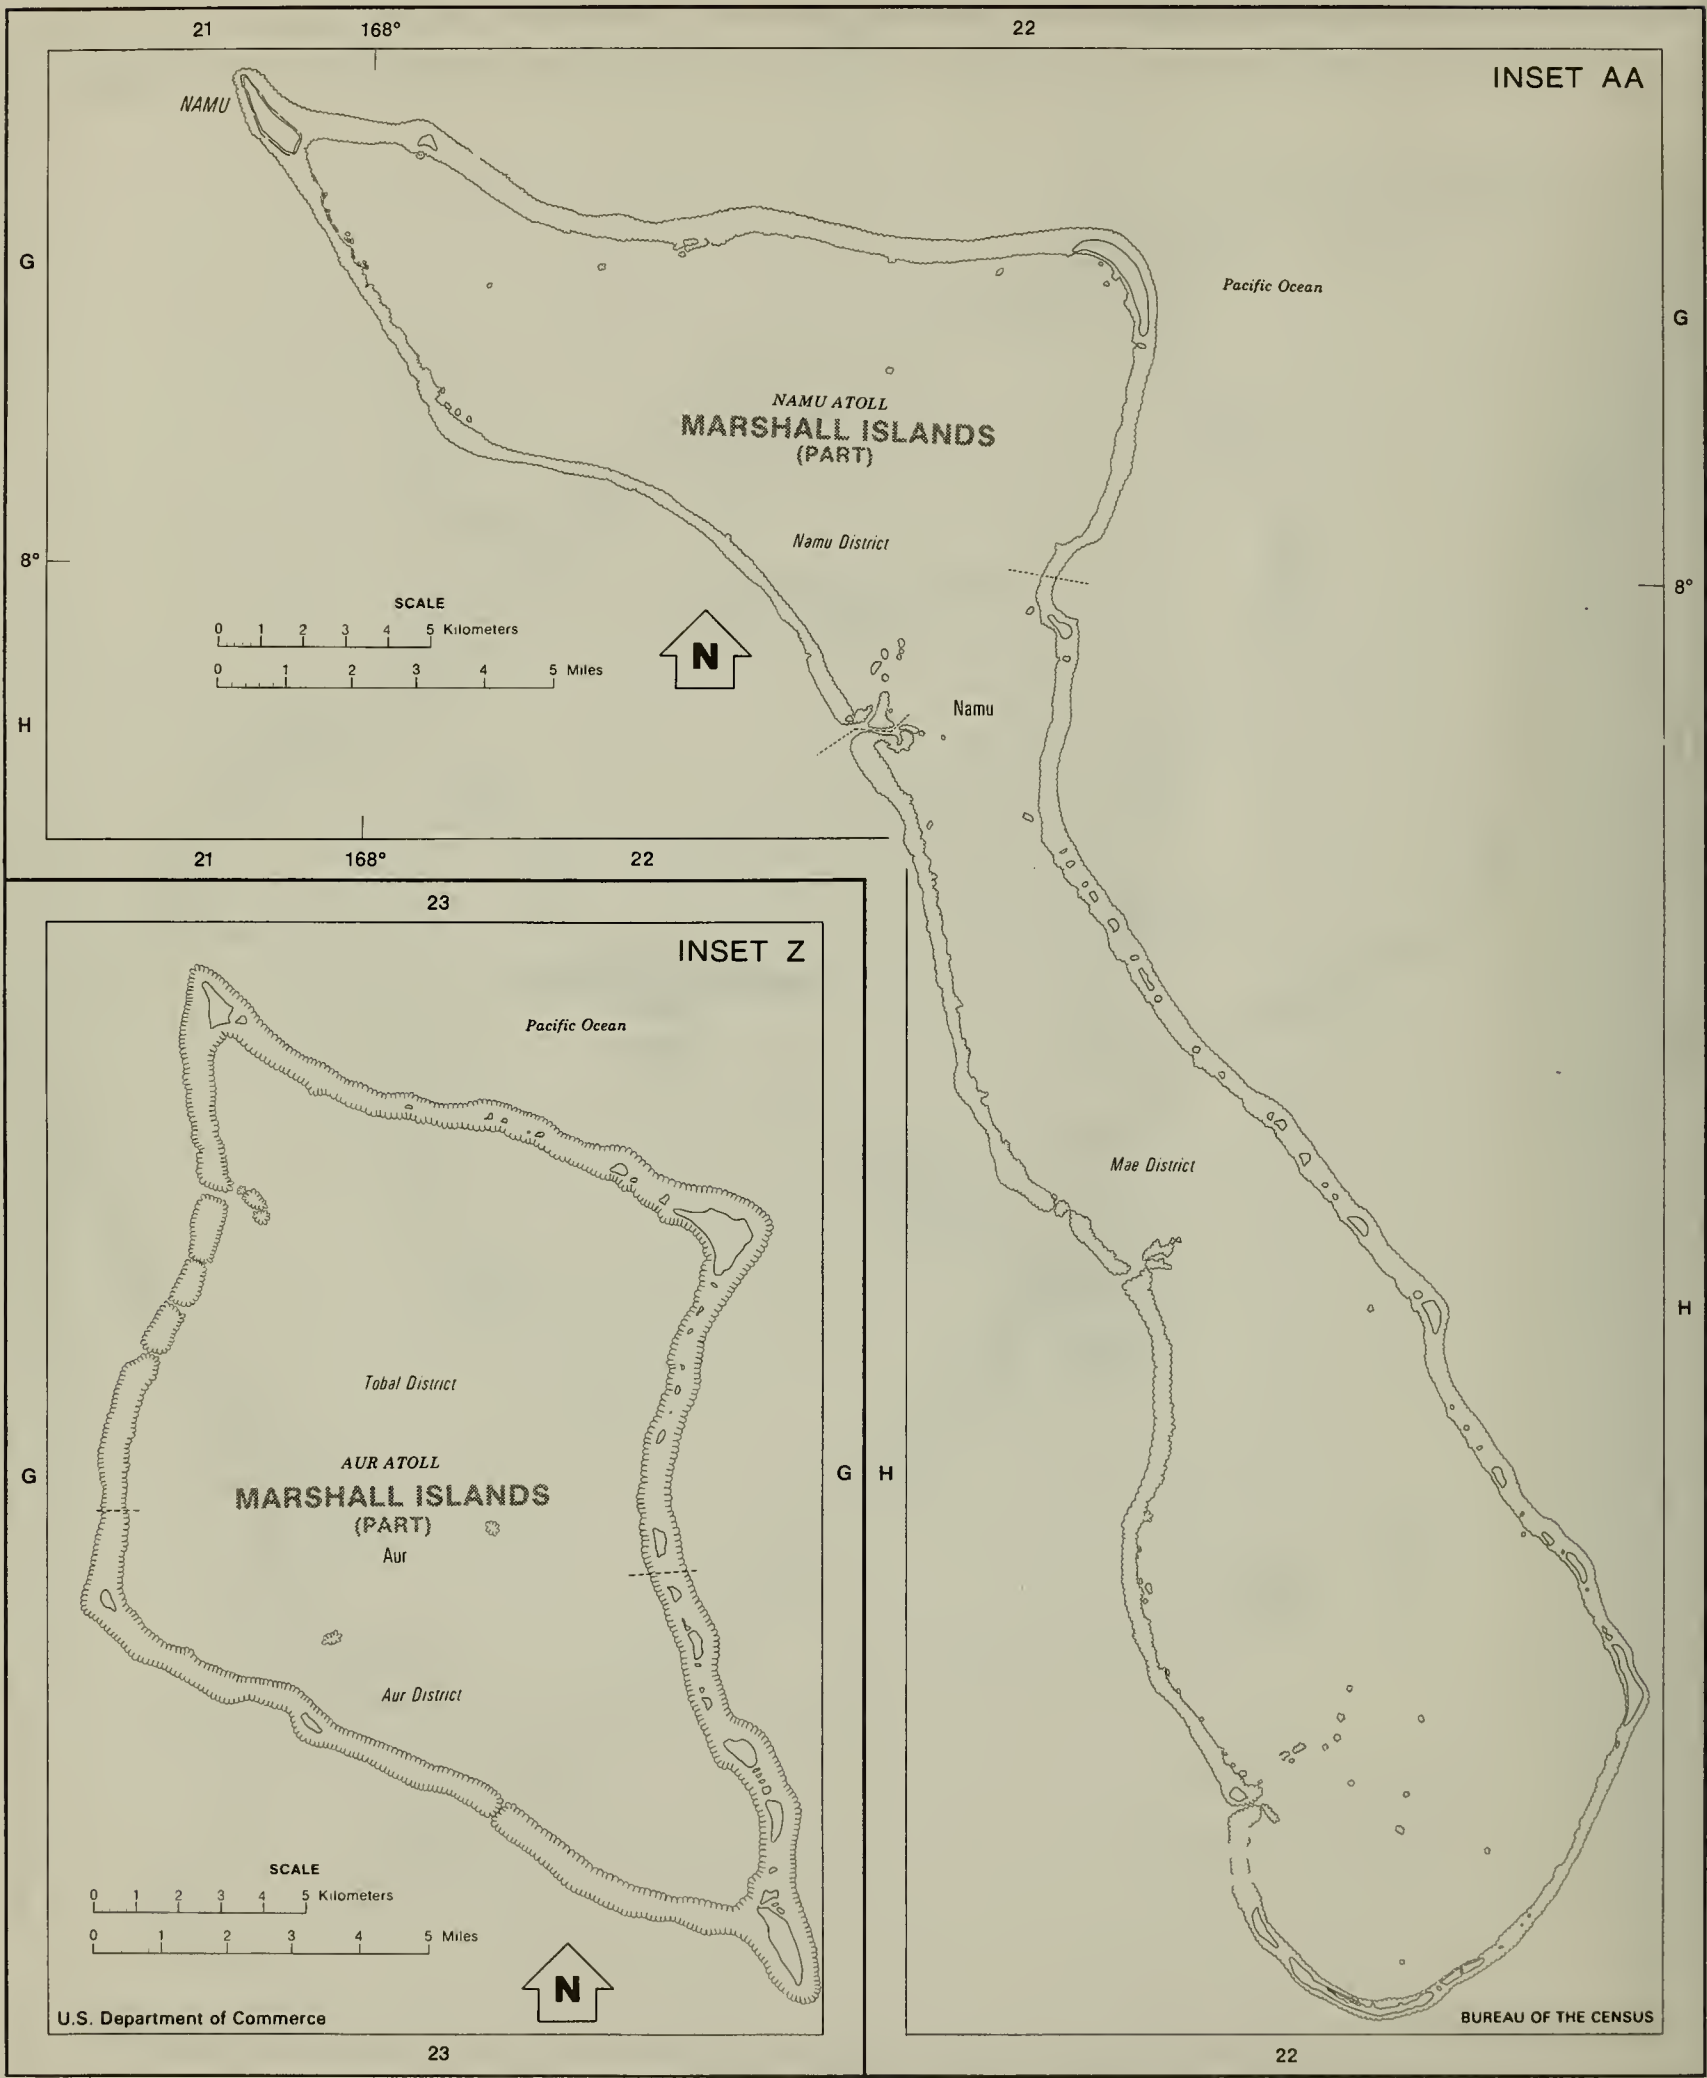 21 168° 22
INSET AA
NAMU
G
Pacific Ocean
G
NAMU ATOLL
MARSHALL ISLANDS
(PART)
Namu District
8°
8°
SCALE
0 1 2 3 4 5 Kilometers
0 1 2 3 4 5 Miles
N
H
Namu
21 168° 22
23
INSET Z
Pacific Ocean
Mae District
H
Tobal District
AUR ATOLL
G
G
H
MARSHALL ISLANDS
(PART)
Aur
Aur District
SCALE
0 1 2 3 4 5 Kilometers
0 1 2 3 4 5 Miles
N
U.S. Department of Commerce
BUREAU OF THE CENSUS
23
22